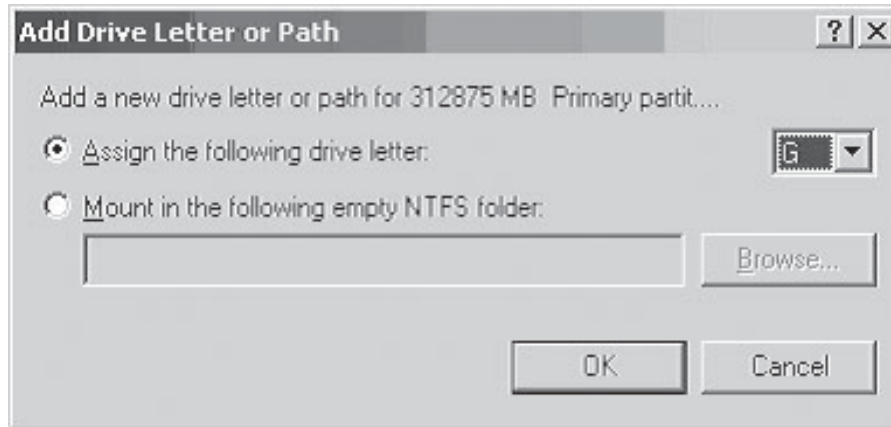 Add Drive Letter or Path
Add a new drive letter or path for 312875 MB Primary partit....
Assign the following drive letter: G
Mount in the following empty NTFS folder:
Browse...
OK Cancel